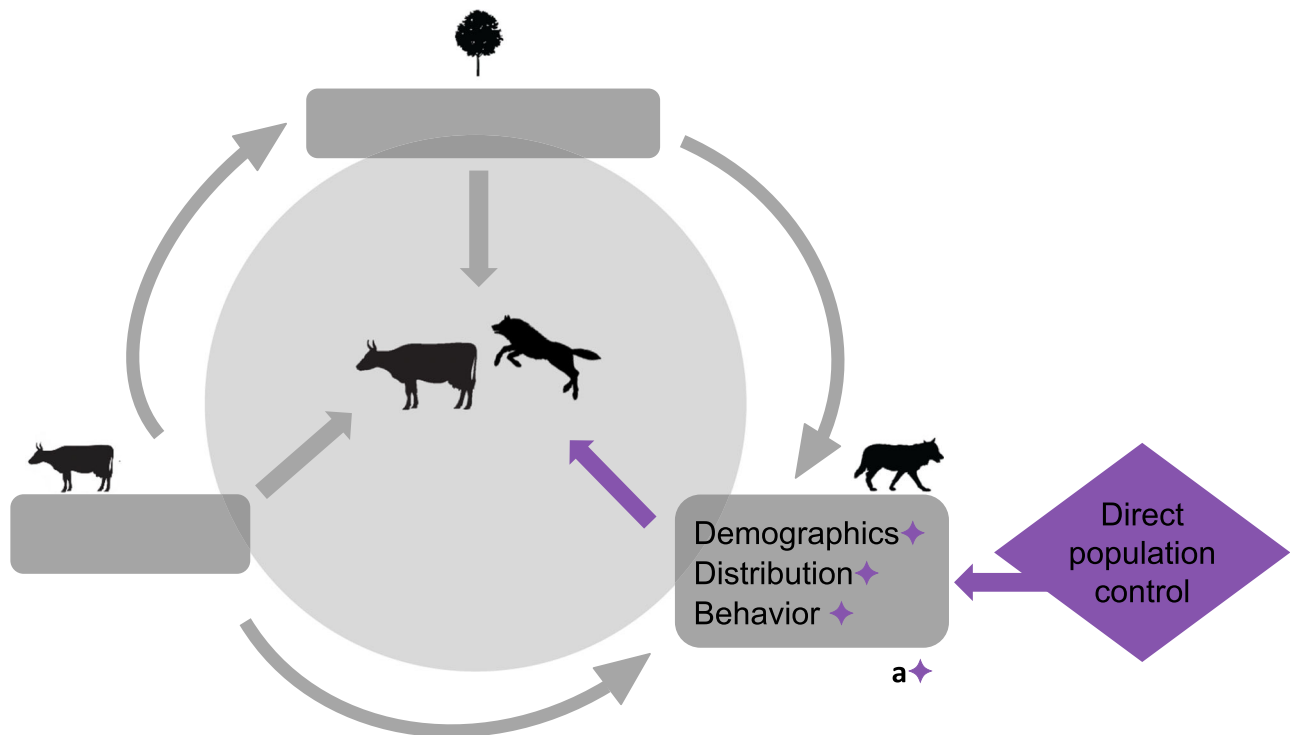 Demographics
Distribution
Behavior
a
Direct
population
control